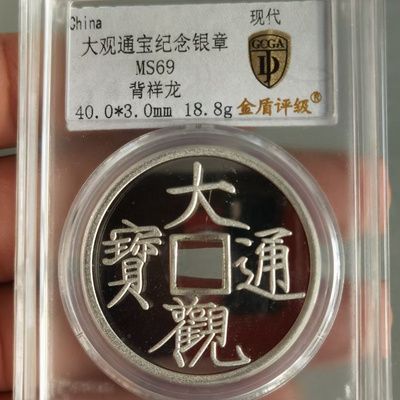 China 现代
大观通宝纪念银章
MS69
背祥龙
40.0*3.0mm 18.8g
GCGA
金盾评级®
大
寶 通
觀